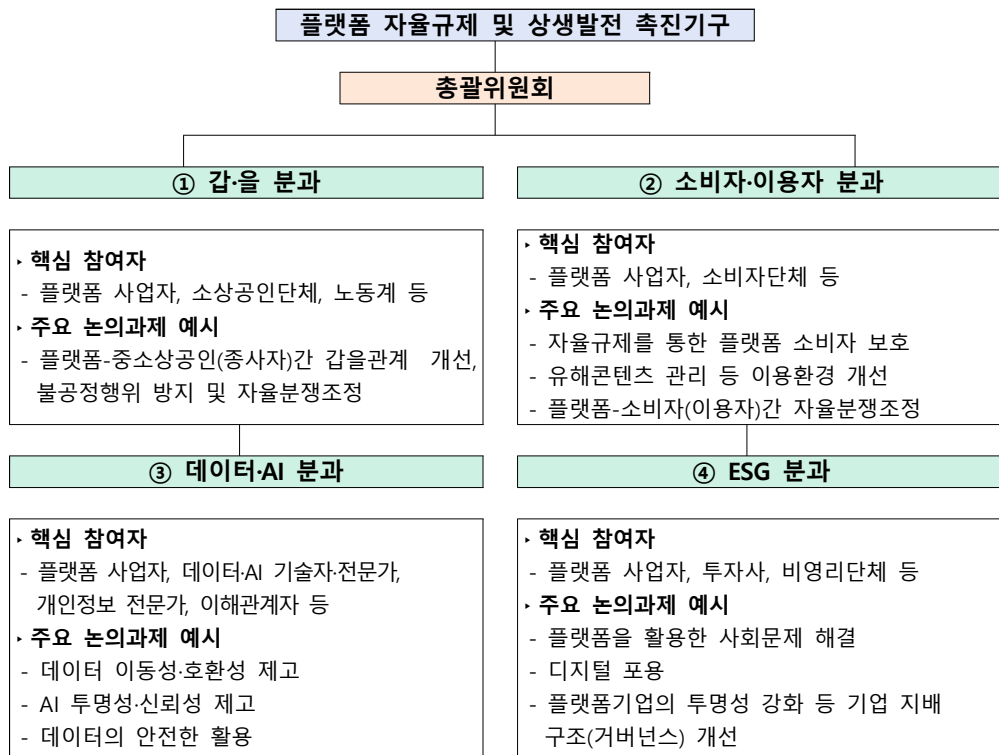 플랫폼 자율규제 및 상생발전 촉진기구
총괄위원회
① 갑·을 분과
‣ 핵심 참여자
- 플랫폼 사업자, 소상공인단체, 노동계 등
‣ 주요 논의과제 예시
- 플랫폼-중소상공인(종사자)간 갑을관계 개선,
불공정행위 방지 및 자율분쟁조정
② 소비자·이용자 분과
‣ 핵심 참여자
- 플랫폼 사업자, 소비자단체 등
‣ 주요 논의과제 예시
- 자율규제를 통한 플랫폼 소비자 보호
- 유해콘텐츠 관리 등 이용환경 개선
- 플랫폼-소비자(이용자)간 자율분쟁조정
③ 데이터·AI 분과
‣ 핵심 참여자
- 플랫폼 사업자, 데이터·AI 기술자·전문가,
개인정보 전문가, 이해관계자 등
‣ 주요 논의과제 예시
- 데이터 이동성·호환성 제고
- AI 투명성·신뢰성 제고
- 데이터의 안전한 활용
④ ESG 분과
‣ 핵심 참여자
- 플랫폼 사업자, 투자사, 비영리단체 등
‣ 주요 논의과제 예시
- 플랫폼을 활용한 사회문제 해결
- 디지털 포용
- 플랫폼기업의 투명성 강화 등 기업 지배
구조(거버넌스) 개선